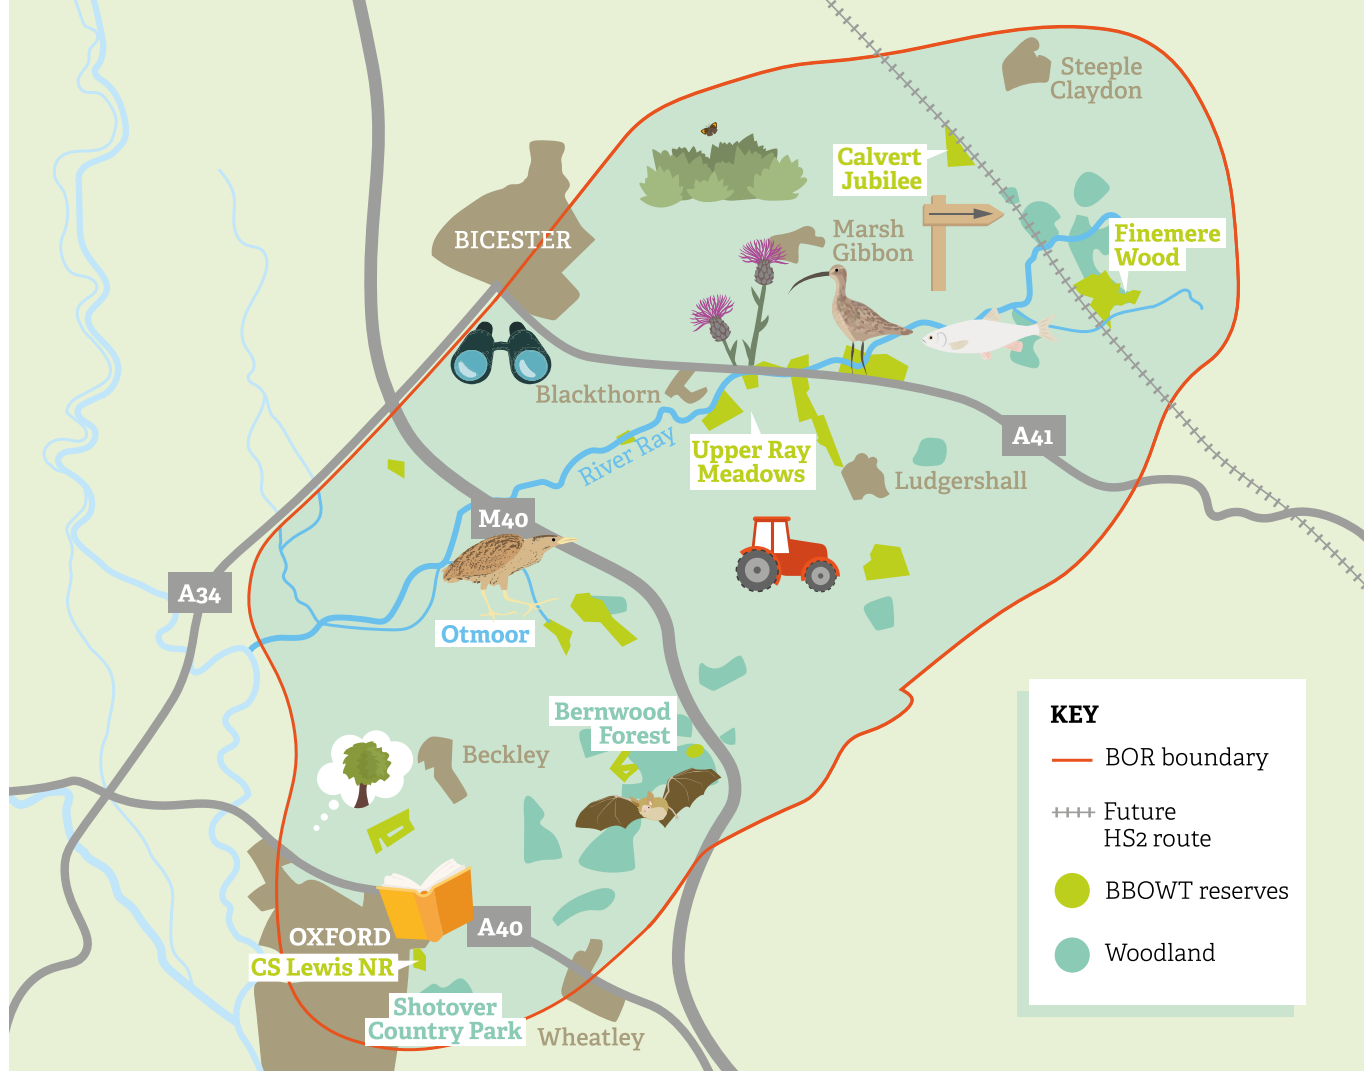 Steeple
Claydon
Calvert
Jubilee
BICESTER
Marsh
Gibbon
Finemere
Wood
Blackthorn
River Ray
Upper Ray
Meadows
A41
Ludgershall
M40
A34
Otmoor
Bernwood
Forest
Beckley
OXFORD
A40
CS Lewis NR
Shotover
Country Park
Wheatley
KEY
BOR boundary
Future
HS2 route
BBOWT reserves
Woodland